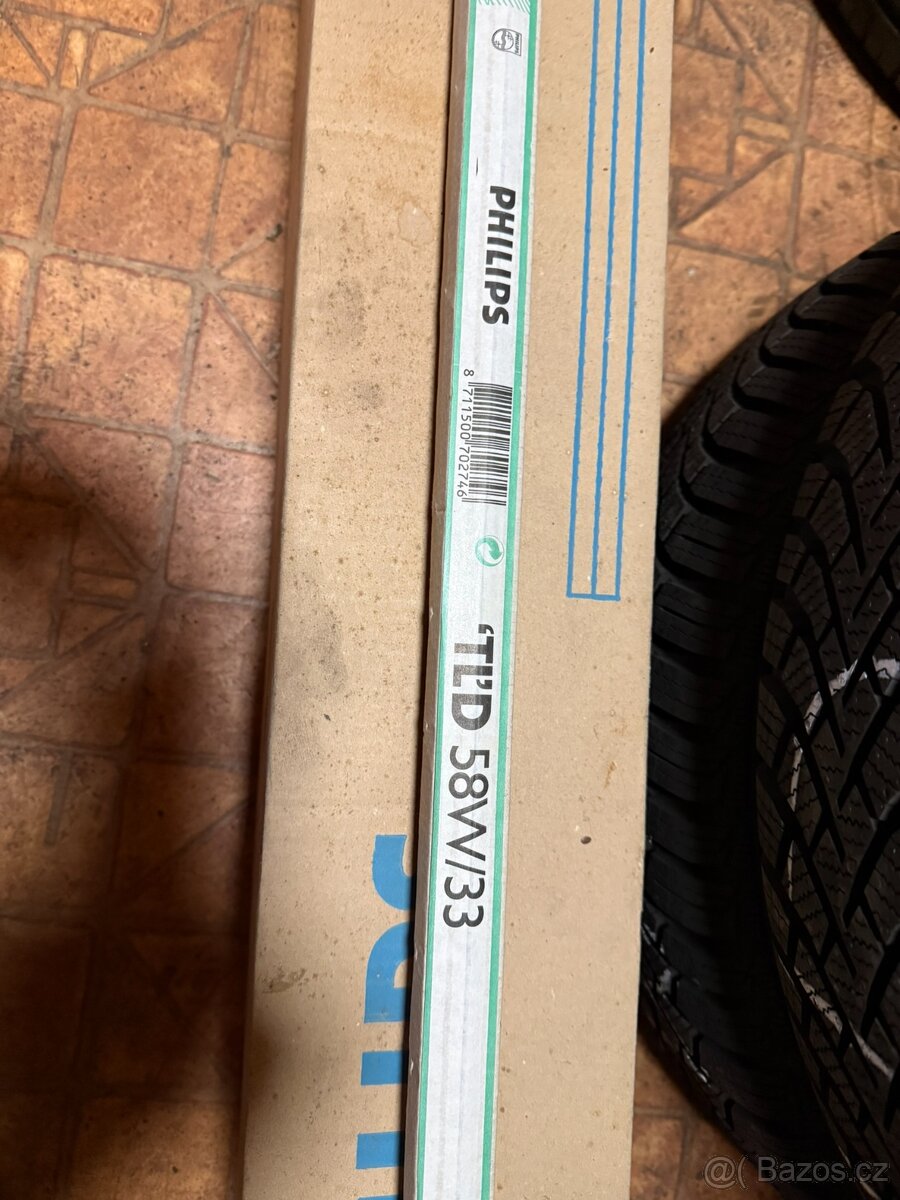 PHILIPS
8 711500 702746
'TL'D 58W/33
@( Bazos.cz